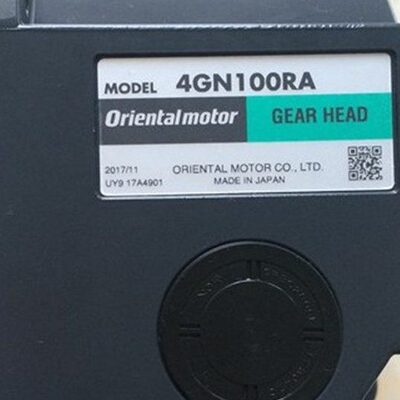 MODEL 4GN100RA
Orientalmotor GEAR HEAD
2017/11 ORIENTAL MOTOR CO., LTD.
UY9 17A4901 MADE IN JAPAN